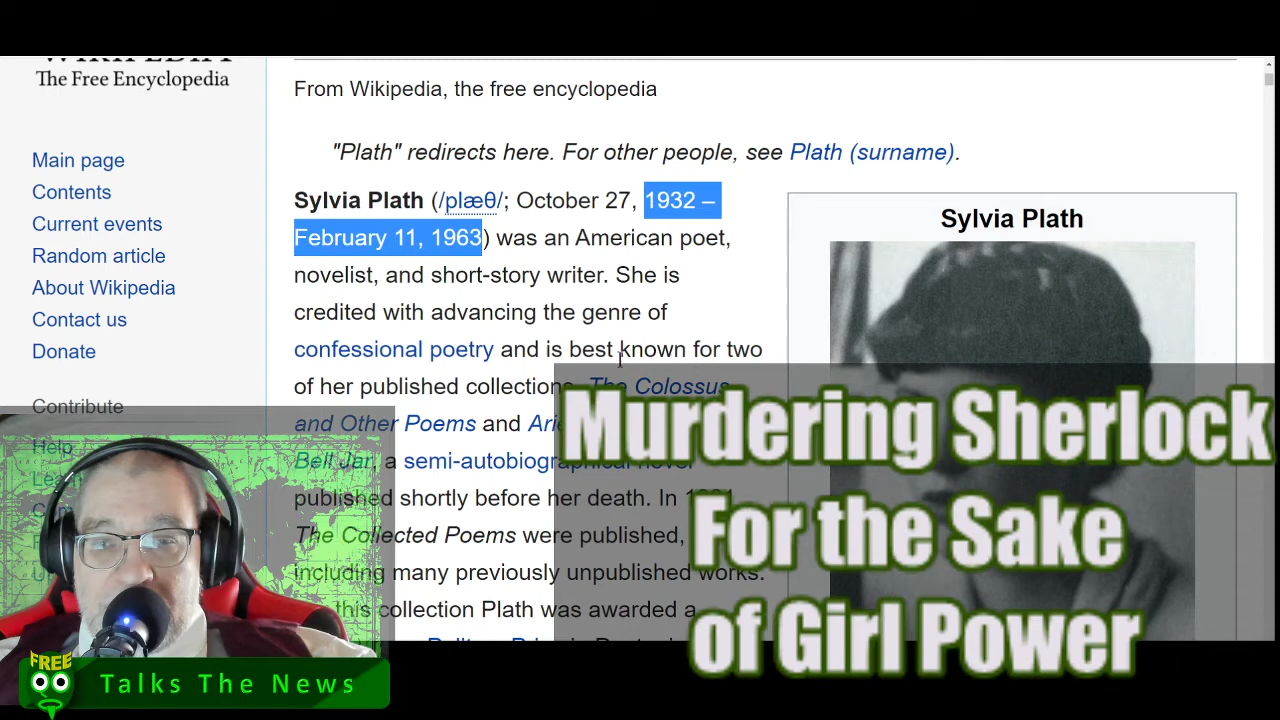 The Free Encyclopedia
Main page
Contents
Current events
Random article
About Wikipedia
Contact us
Donate
Contribute
Help
From Wikipedia, the free encyclopedia
"Plath" redirects here. For other people, see Plath (surname).
Sylvia Plath (/plæθ/; October 27, 1932 –
February 11, 1963) was an American poet,
novelist, and short-story writer. She is
credited with advancing the genre of
confessional poetry and is best known for two
of her published collections, The Colossus
and Other Poems and
Bell Jar, a semi-autobiographical novel
published shortly before her death. In
The Collected Poems were published,
including many previously unpublished works.
this collection Plath was awarded a
Sylvia Plath
Murdering Sherlock
For the Sake
of Girl Power
FREE
Talks The News